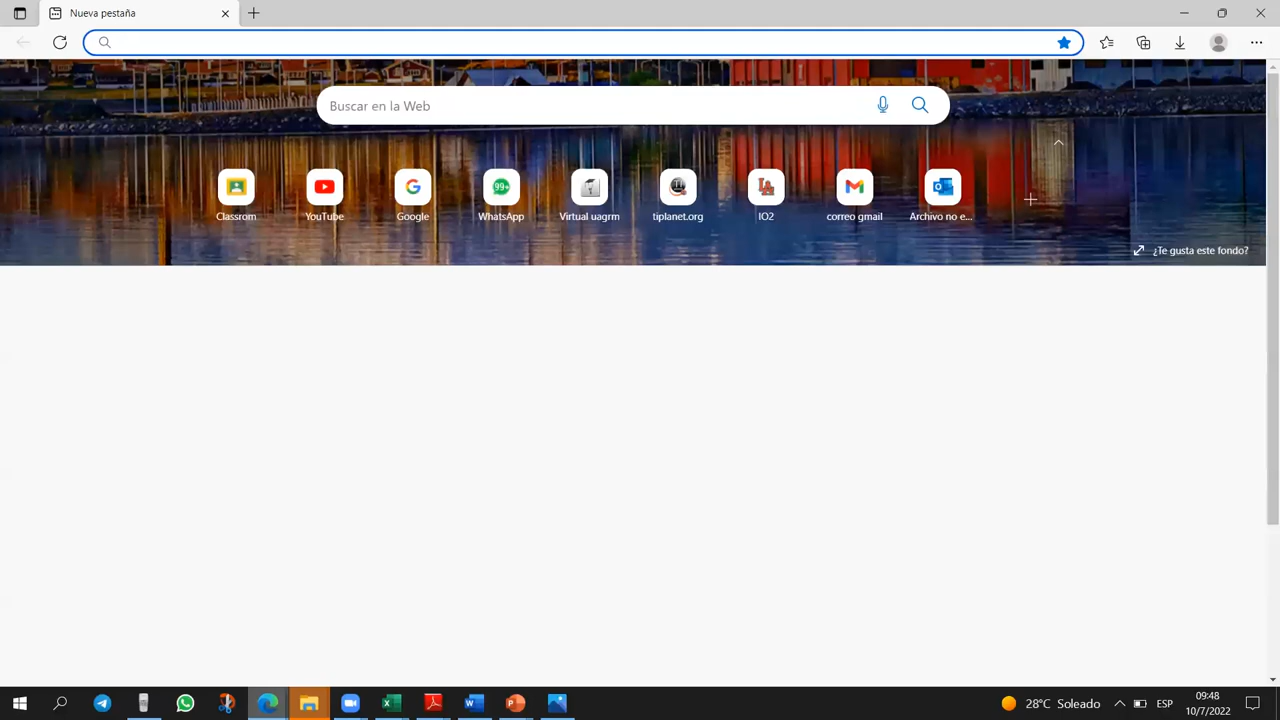 Nueva pestaña
Buscar en la Web
99+
Classrom
YouTube
Google
WhatsApp
Virtual uagrm
tiplanet.org
IO2
correo gmail
Archivo no e...
¿Te gusta este fondo?
28°C Soleado
ESP
09:48
10/7/2022